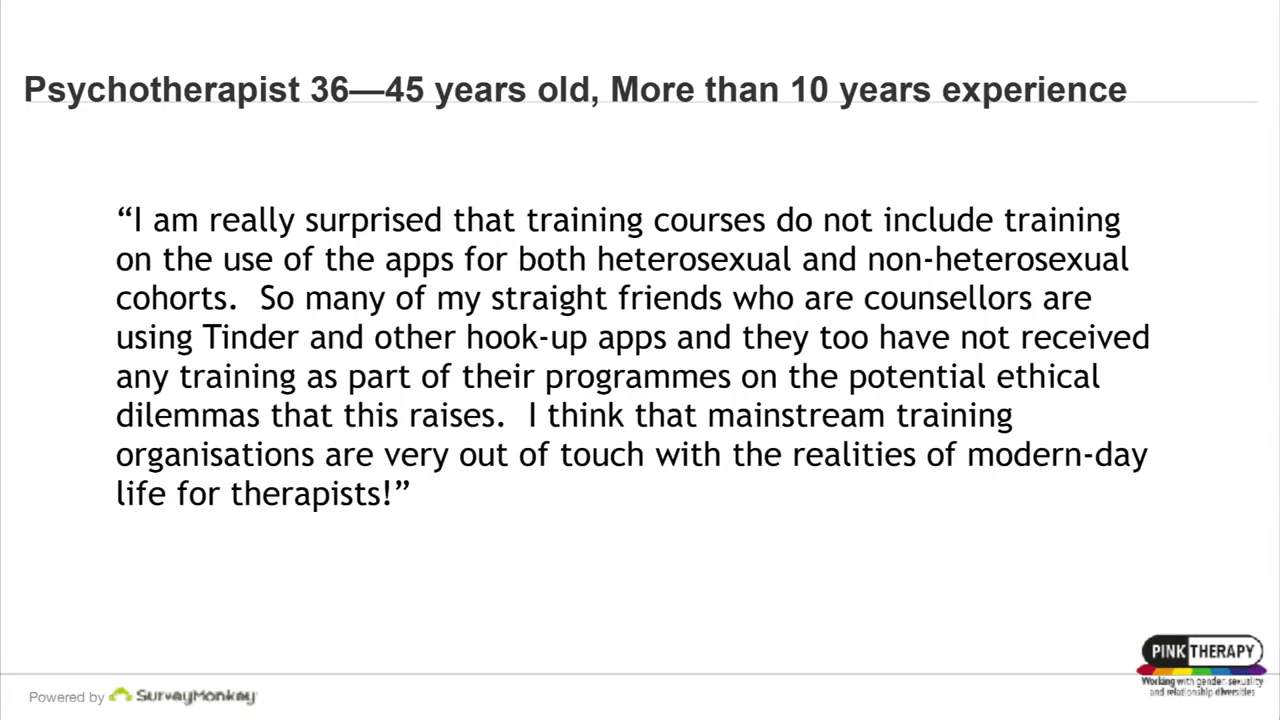 Psychotherapist 36—45 years old, More than 10 years experience
“I am really surprised that training courses do not include training
on the use of the apps for both heterosexual and non-heterosexual
cohorts.  So many of my straight friends who are counsellors are
using Tinder and other hook-up apps and they too have not received
any training as part of their programmes on the potential ethical
dilemmas that this raises.  I think that mainstream training
organisations are very out of touch with the realities of modern-day
life for therapists!”
PINK THERAPY
Working with gender, sexuality
and relationship diversities
Powered by SurveyMonkey